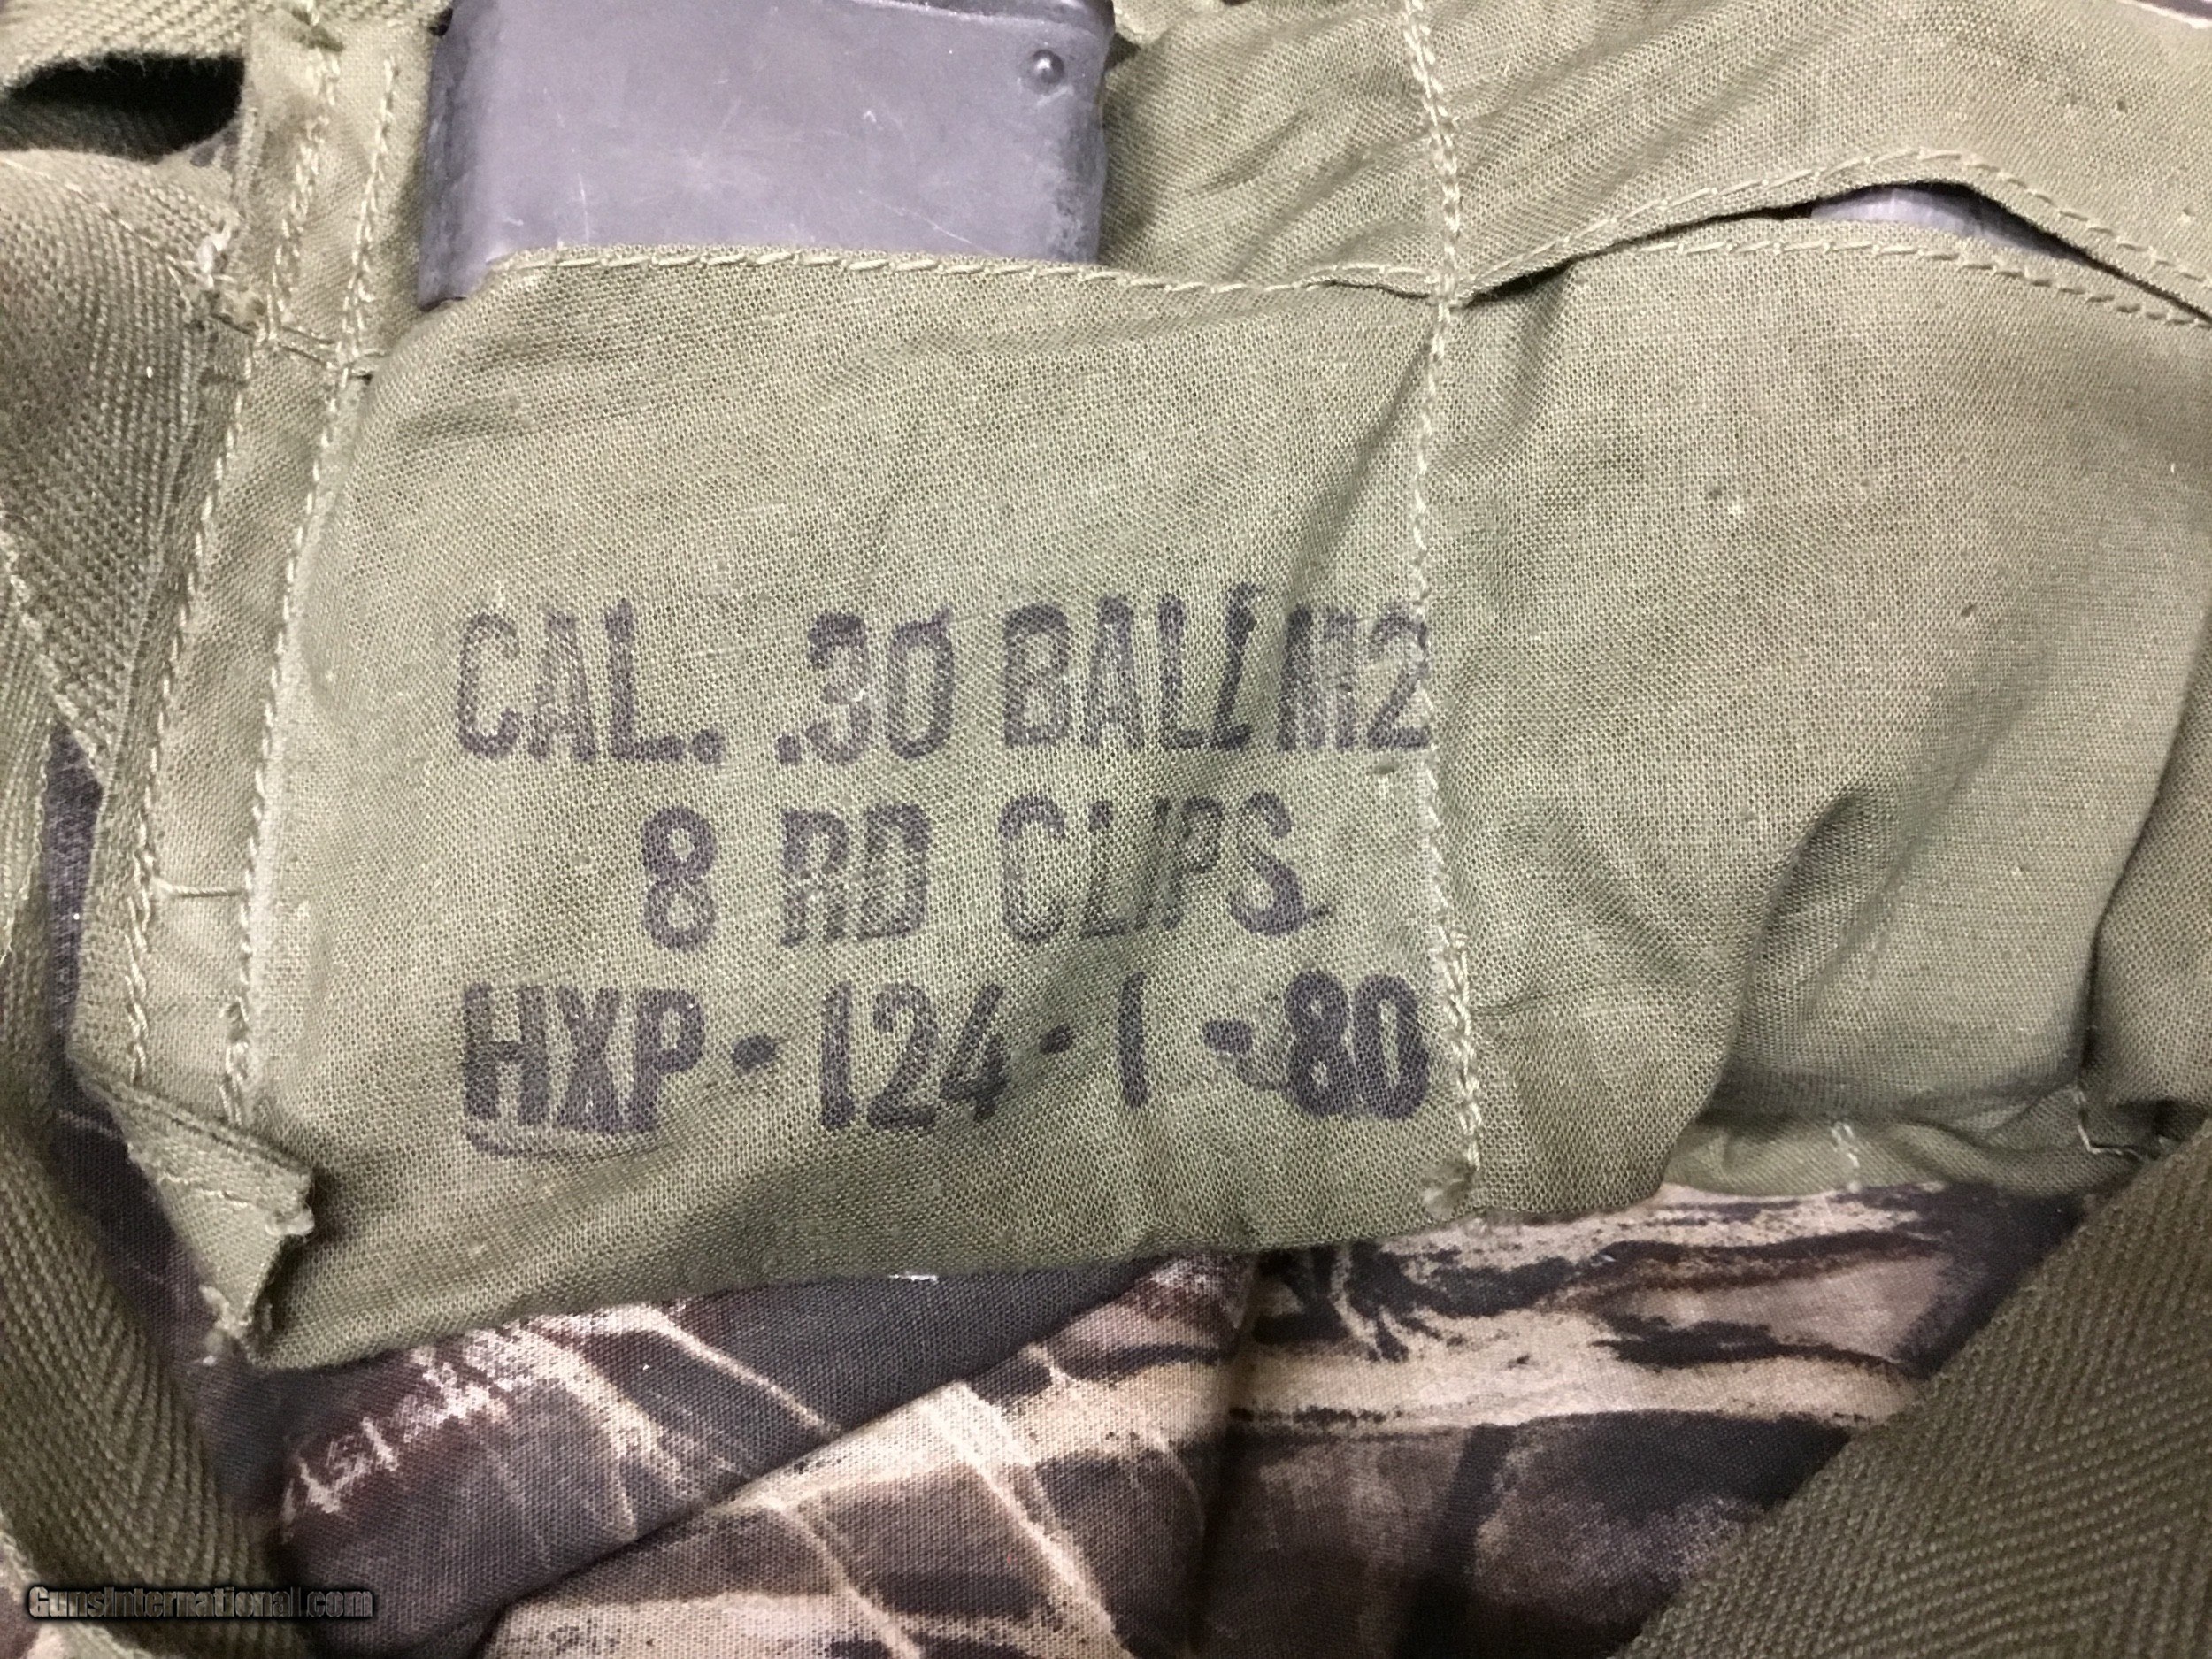 CAL. .30 BALL M2
8 RD CLIPS
HXP-124-1-80
GunsInternational.com